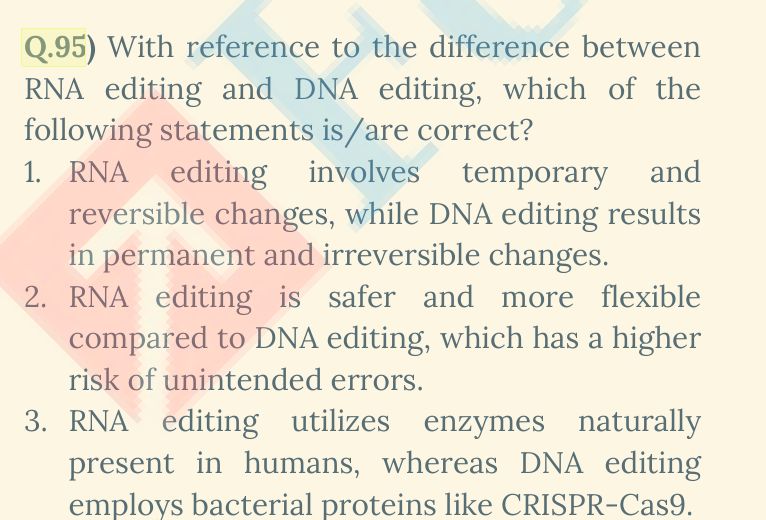 Q.95) With reference to the difference between
RNA editing and DNA editing, which of the
following statements is/are correct?
1. RNA editing involves temporary and
reversible changes, while DNA editing results
in permanent and irreversible changes.
2. RNA editing is safer and more flexible
compared to DNA editing, which has a higher
risk of unintended errors.
3. RNA editing utilizes enzymes naturally
present in humans, whereas DNA editing
employs bacterial proteins like CRISPR-Cas9.